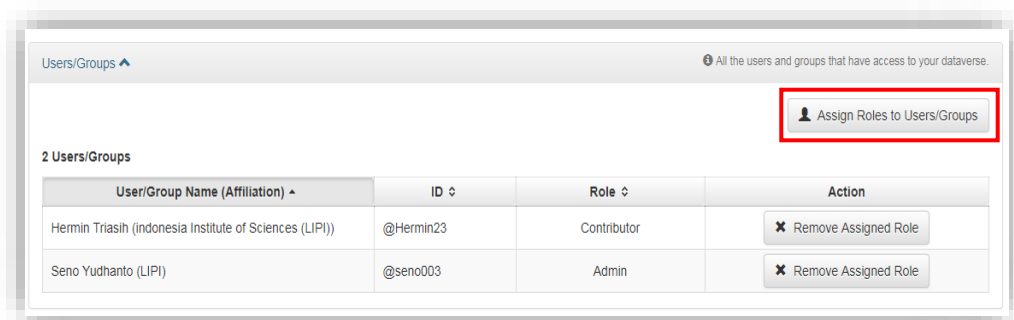 Users/Groups
All the users and groups that have access to your dataverse.
Assign Roles to Users/Groups
2 Users/Groups
User/Group Name (Affiliation) ID Role Action
Hermin Triasih (indonesia Institute of Sciences (LIPI)) @Hermin23 Contributor Remove Assigned Role
Seno Yudhanto (LIPI) @seno003 Admin Remove Assigned Role